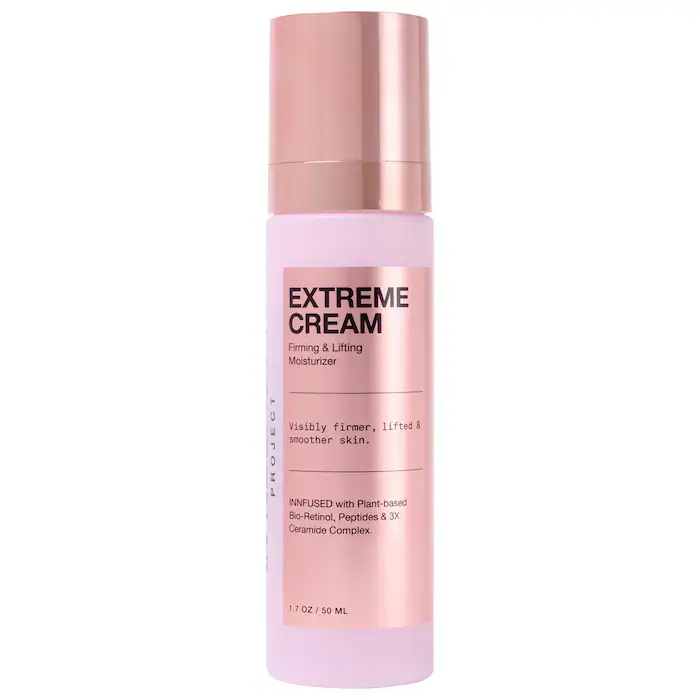 EXTREME
CREAM
Firming & Lifting
Moisturizer
Visibly firmer, lifted &
smoother skin.
INNFUSED with Plant-based
Bio-Retinol, Peptides & 3X
Ceramide Complex.
1.7 OZ / 50 ML
PROJECT